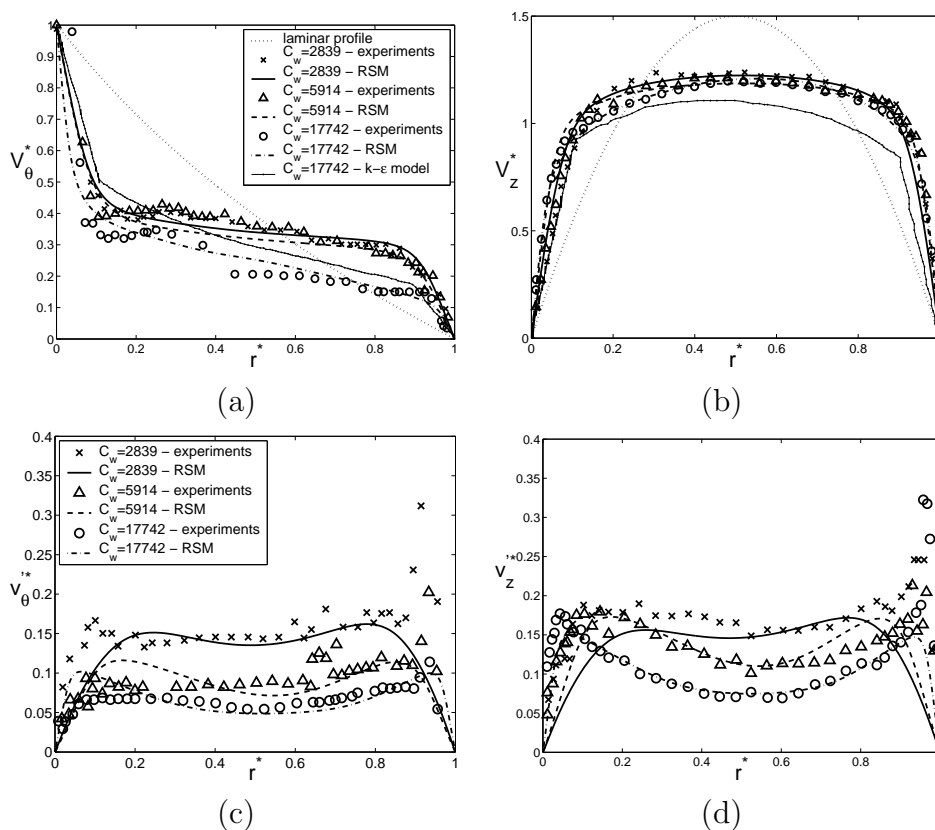 1
0.9
0.8
0.7
0.6
0.5
0.4
0.3
0.2
0.1
0
V*θ
0
0.2
0.4
0.6
0.8
1
r*
laminar profile
Cw=2839 – experiments
Cw=2839 – RSM
Cw=5914 – experiments
Cw=5914 – RSM
Cw=17742 – experiments
Cw=17742 – RSM
Cw=17742 – k–ε model
(a)
1.5
1
0.5
0
V*z
0
0.2
0.4
0.6
0.8
r*
(b)
0.4
0.35
0.3
0.25
0.2
0.15
0.1
0.05
0
v'*θ
0
0.2
0.4
0.6
0.8
1
r*
Cw=2839 – experiments
Cw=2839 – RSM
Cw=5914 – experiments
Cw=5914 – RSM
Cw=17742 – experiments
Cw=17742 – RSM
(c)
0.4
0.35
0.3
0.25
0.2
0.15
0.1
0.05
0
v'*z
0
0.2
0.4
0.6
0.8
r*
(d)